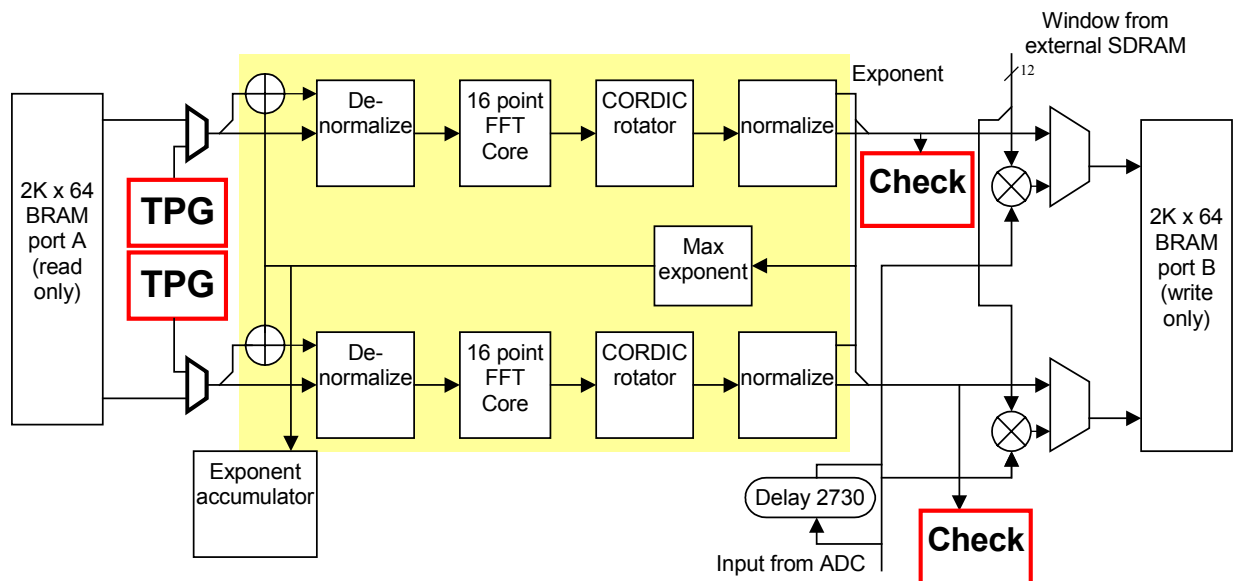 Window from
external SDRAM
12
Exponent
2K x 64
BRAM
port A
(read
only)
TPG
TPG
De-
normalize
16 point
FFT
Core
CORDIC
rotator
normalize
Check
Max
exponent
2K x 64
BRAM
port B
(write
only)
De-
normalize
16 point
FFT
Core
CORDIC
rotator
normalize
Exponent
accumulator
Delay 2730
Input from ADC
Check